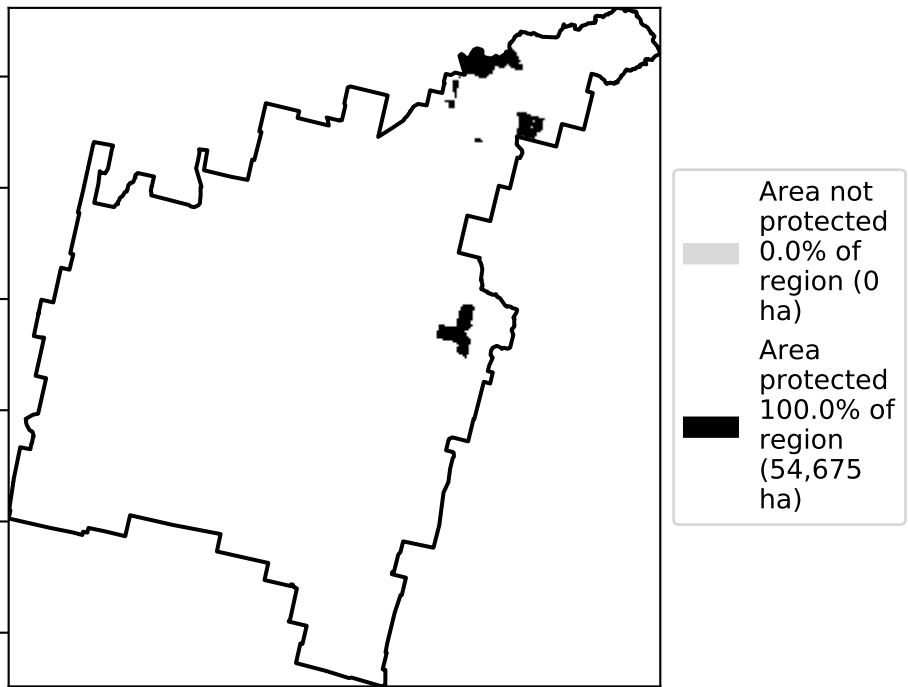 Area not
protected
0.0% of
region (0
ha)
Area
protected
100.0% of
region
(54,675
ha)